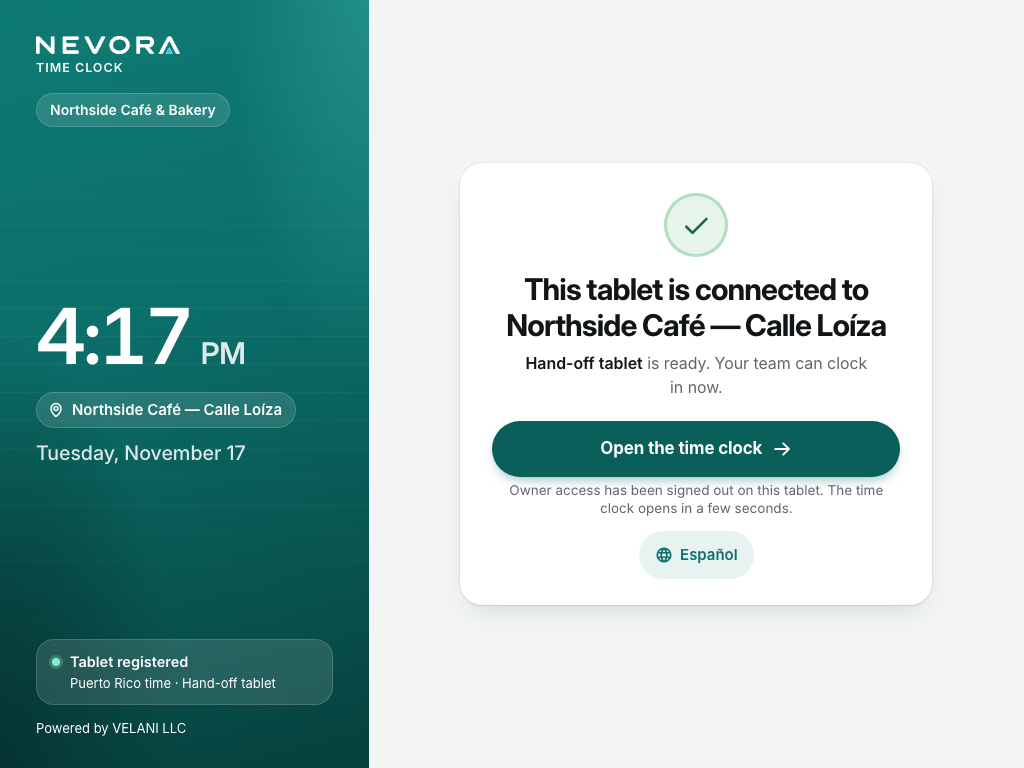 NEVORA
TIME CLOCK
Northside Café & Bakery
4:17 PM
Northside Café — Calle Loíza
Tuesday, November 17
Tablet registered
Puerto Rico time · Hand-off tablet
Powered by VELANI LLC
This tablet is connected to
Northside Café — Calle Loíza
Hand-off tablet is ready. Your team can clock
in now.
Open the time clock →
Owner access has been signed out on this tablet. The time
clock opens in a few seconds.
Español